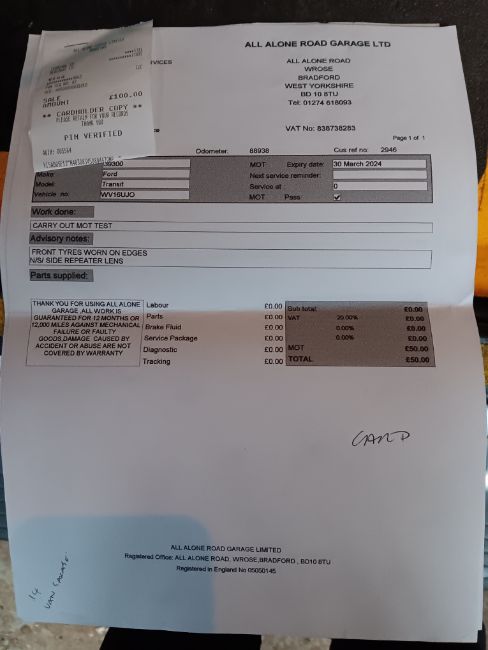 ALL ALONE ROAD GARAGE LTD
ALL ALONE ROAD
WROSE
BRADFORD
WEST YORKSHIRE
BD 10 8TU
Tel: 01274 618093
VAT No: 838738283
SALE
AMOUNT £100.00
** CARDHOLDER COPY **
PLEASE RETAIN FOR YOUR RECORDS
THANK YOU
PIN VERIFIED
Page 1 of 1
Odometer: 88938 Cus ref no: 2946
39300 MOT Expiry date: 30 March 2024
Make: Ford Next service reminder:
Model: Transit Service at : 0
Vehicle no: WV15UJO MOT Pass:
Work done:
CARRY OUT MOT TEST
Advisory notes:
FRONT TYRES WORN ON EDGES
N/S/ SIDE REPEATER LENS
Parts supplied:
THANK YOU FOR USING ALL ALONE
GARAGE ,ALL WORK IS
GUARANTEED FOR 12 MONTHS OR
12,000 MILES AGAINST MECHANICAL
FAILURE OR FAULTY
GOODS,DAMAGE CAUSED BY
ACCIDENT OR ABUSE ARE NOT
COVERED BY WARRANTY
Labour £0.00
Parts £0.00
Brake Fluid £0.00
Service Package £0.00
Diagnostic £0.00
Tracking £0.00
Sub total: £0.00
VAT 20.00% £0.00
0.00% £0.00
0.00% £0.00
MOT £50.00
TOTAL £50.00
CARD
ALL ALONE ROAD GARAGE LIMITED
Registered Office: ALL ALONE ROAD, WROSE,BRADFORD , BD10 8TU
Registered in England No 05050145
14